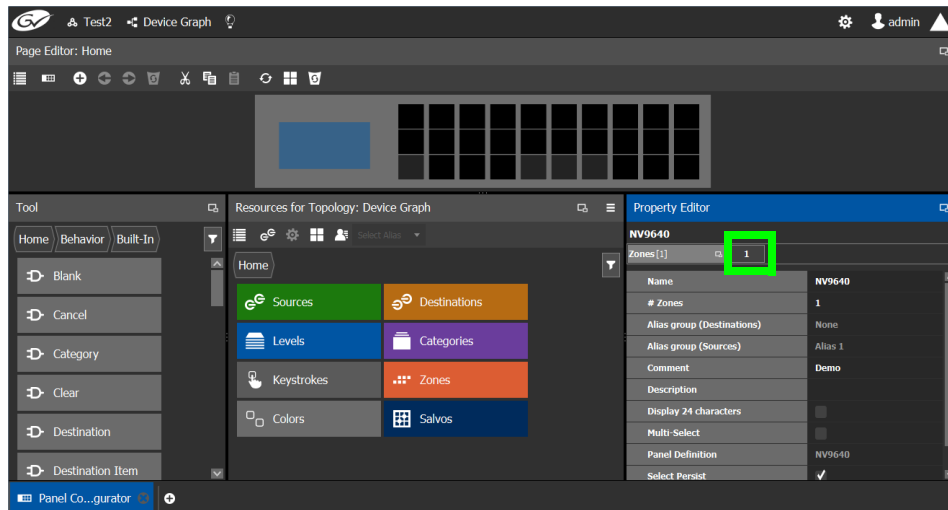 GV Test2 Device Graph admin
Page Editor: Home
Tool
Home Behavior Built-In
Blank
Cancel
Category
Clear
Destination
Destination Item
Resources for Topology: Device Graph
Select Alias
Home
Sources Destinations
Levels Categories
Keystrokes Zones
Colors Salvos
Property Editor
NV9640
Zones [1] 1
Name NV9640
# Zones 1
Alias group (Destinations) None
Alias group (Sources) Alias 1
Comment Demo
Description
Display 24 characters
Multi-Select
Panel Definition NV9640
Select Persist
Panel Co...gurator